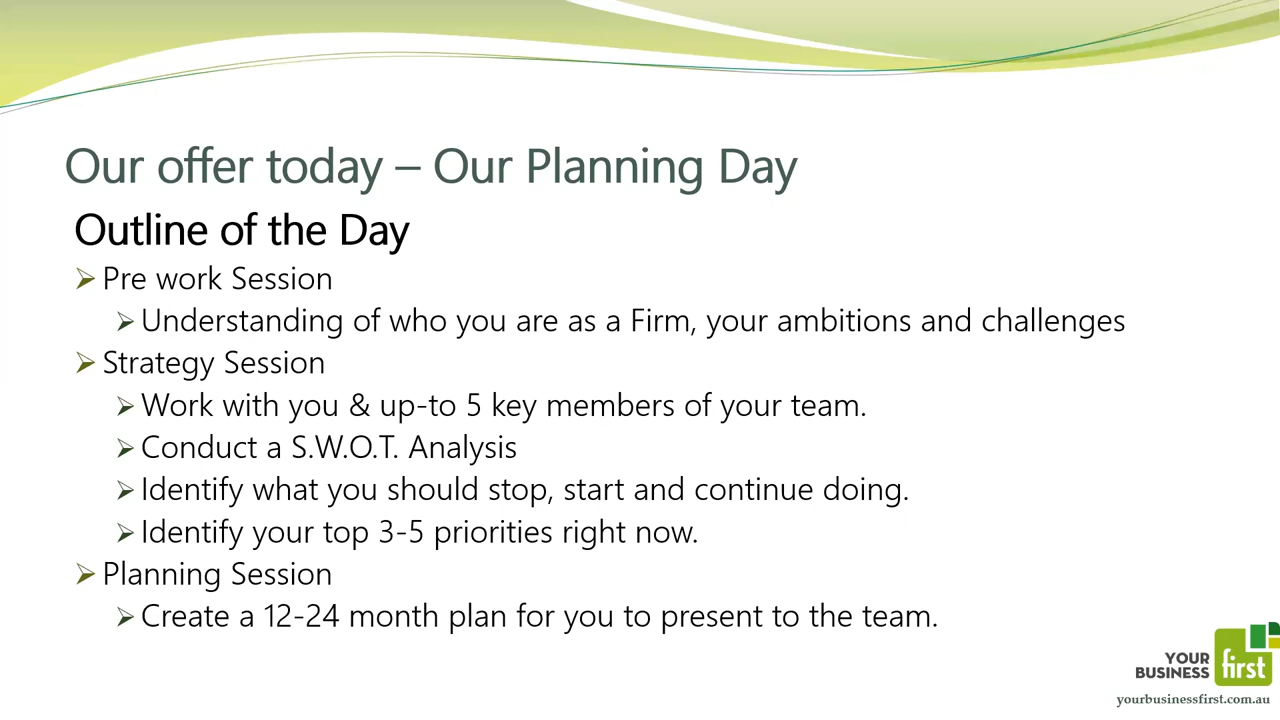 Our offer today – Our Planning Day
Outline of the Day
Pre work Session
Understanding of who you are as a Firm, your ambitions and challenges
Strategy Session
Work with you & up-to 5 key members of your team.
Conduct a S.W.O.T. Analysis
Identify what you should stop, start and continue doing.
Identify your top 3-5 priorities right now.
Planning Session
Create a 12-24 month plan for you to present to the team.
YOUR
BUSINESS first
yourbusinessfirst.com.au